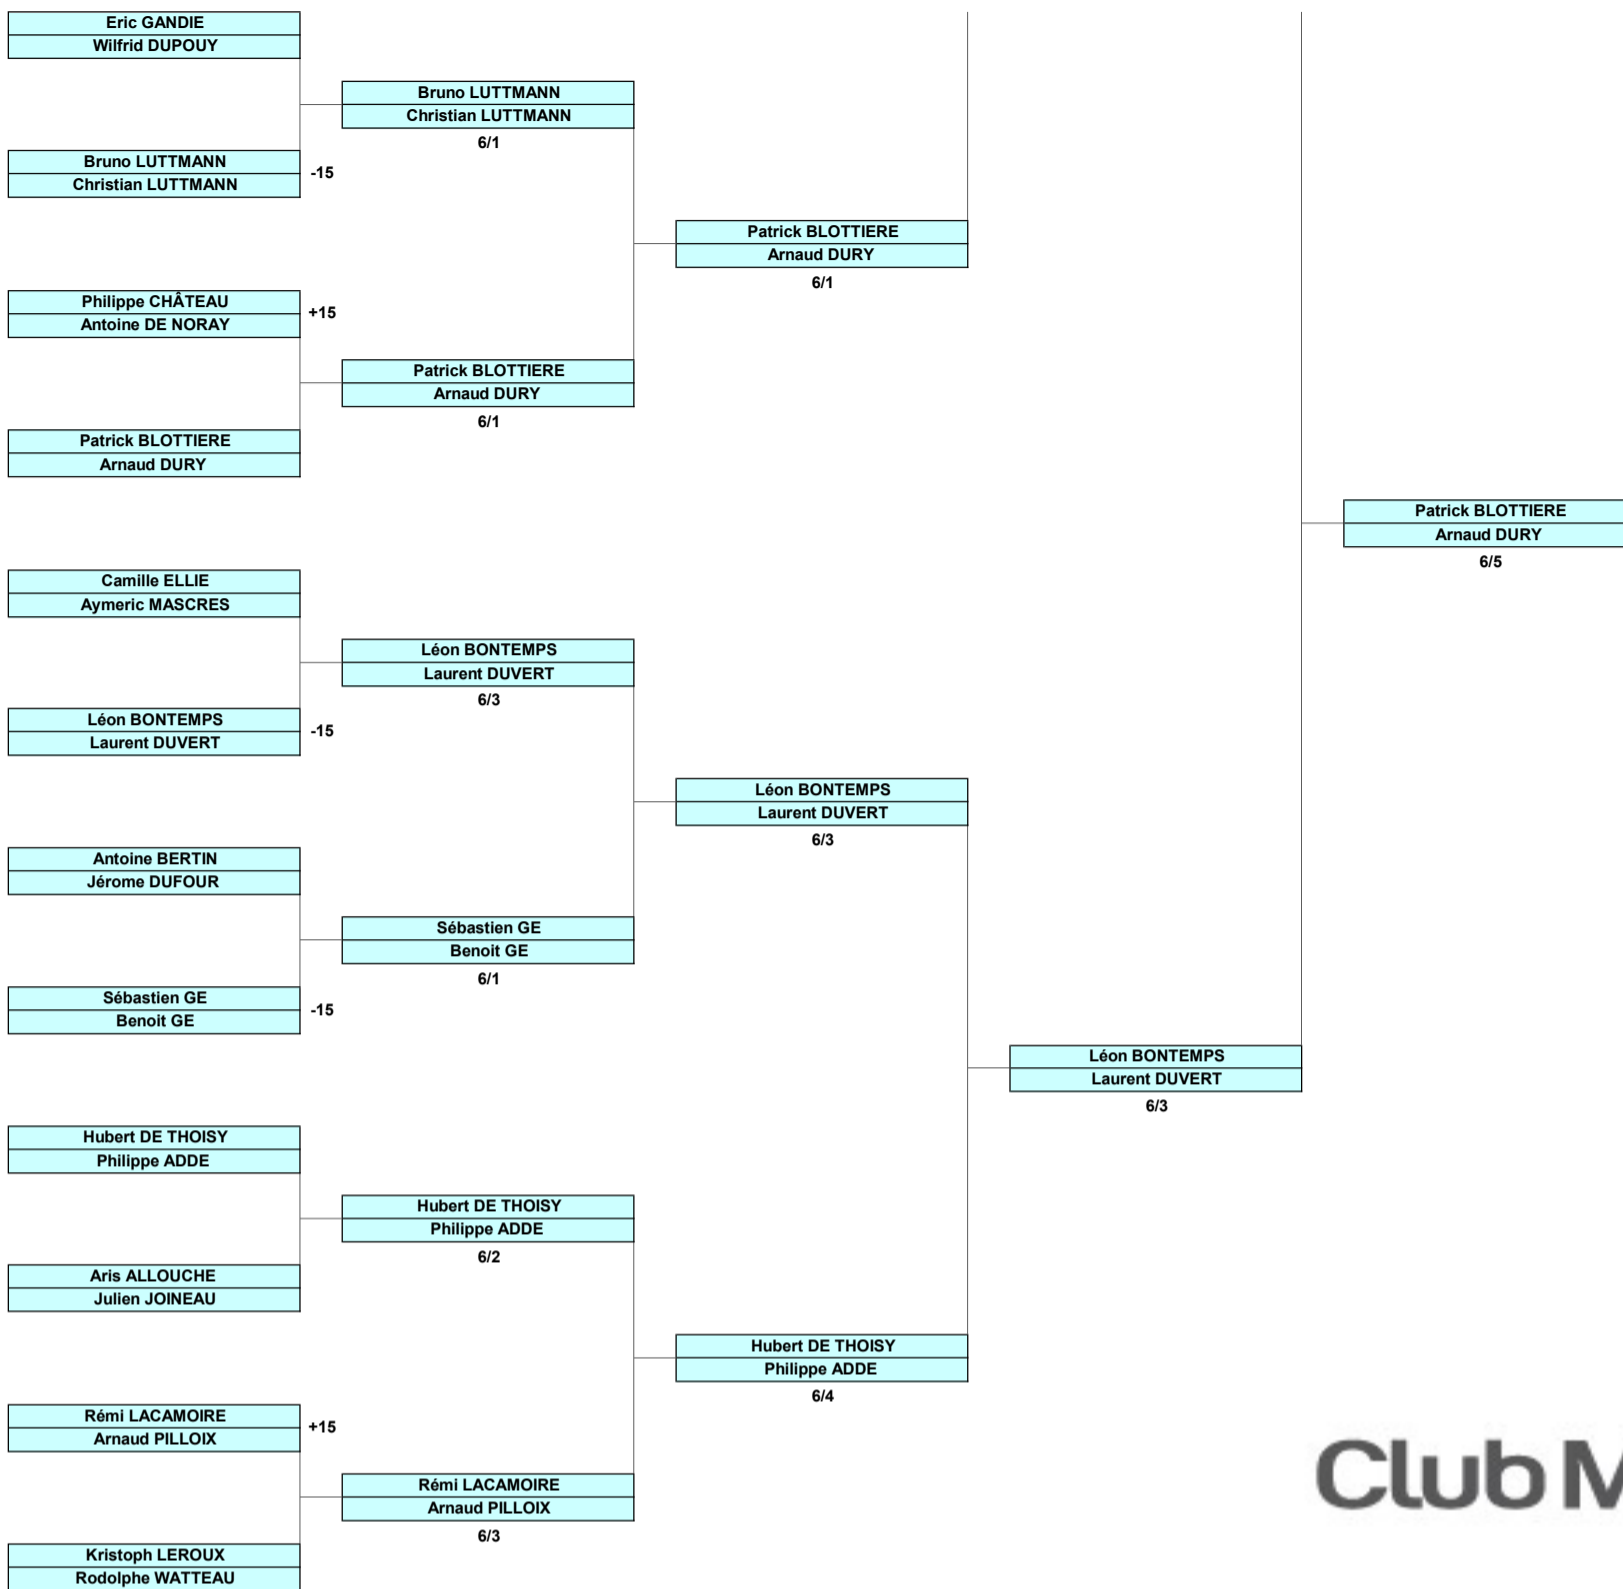 Eric GANDIE
Wilfrid DUPOUY
Bruno LUTTMANN
Christian LUTTMANN
6/1
Bruno LUTTMANN
Christian LUTTMANN
-15
Patrick BLOTTIERE
Arnaud DURY
6/1
Philippe CHÂTEAU
Antoine DE NORAY
+15
Patrick BLOTTIERE
Arnaud DURY
6/1
Patrick BLOTTIERE
Arnaud DURY
Patrick BLOTTIERE
Arnaud DURY
6/5
Camille ELLIE
Aymeric MASCRES
Léon BONTEMPS
Laurent DUVERT
6/3
Léon BONTEMPS
Laurent DUVERT
-15
Léon BONTEMPS
Laurent DUVERT
6/3
Antoine BERTIN
Jérome DUFOUR
Sébastien GE
Benoit GE
6/1
Sébastien GE
Benoit GE
-15
Léon BONTEMPS
Laurent DUVERT
6/3
Hubert DE THOISY
Philippe ADDE
Hubert DE THOISY
Philippe ADDE
6/2
Aris ALLOUCHE
Julien JOINEAU
Hubert DE THOISY
Philippe ADDE
6/4
Rémi LACAMOIRE
Arnaud PILLOIX
+15
Rémi LACAMOIRE
Arnaud PILLOIX
6/3
Kristoph LEROUX
Rodolphe WATTEAU
Club M